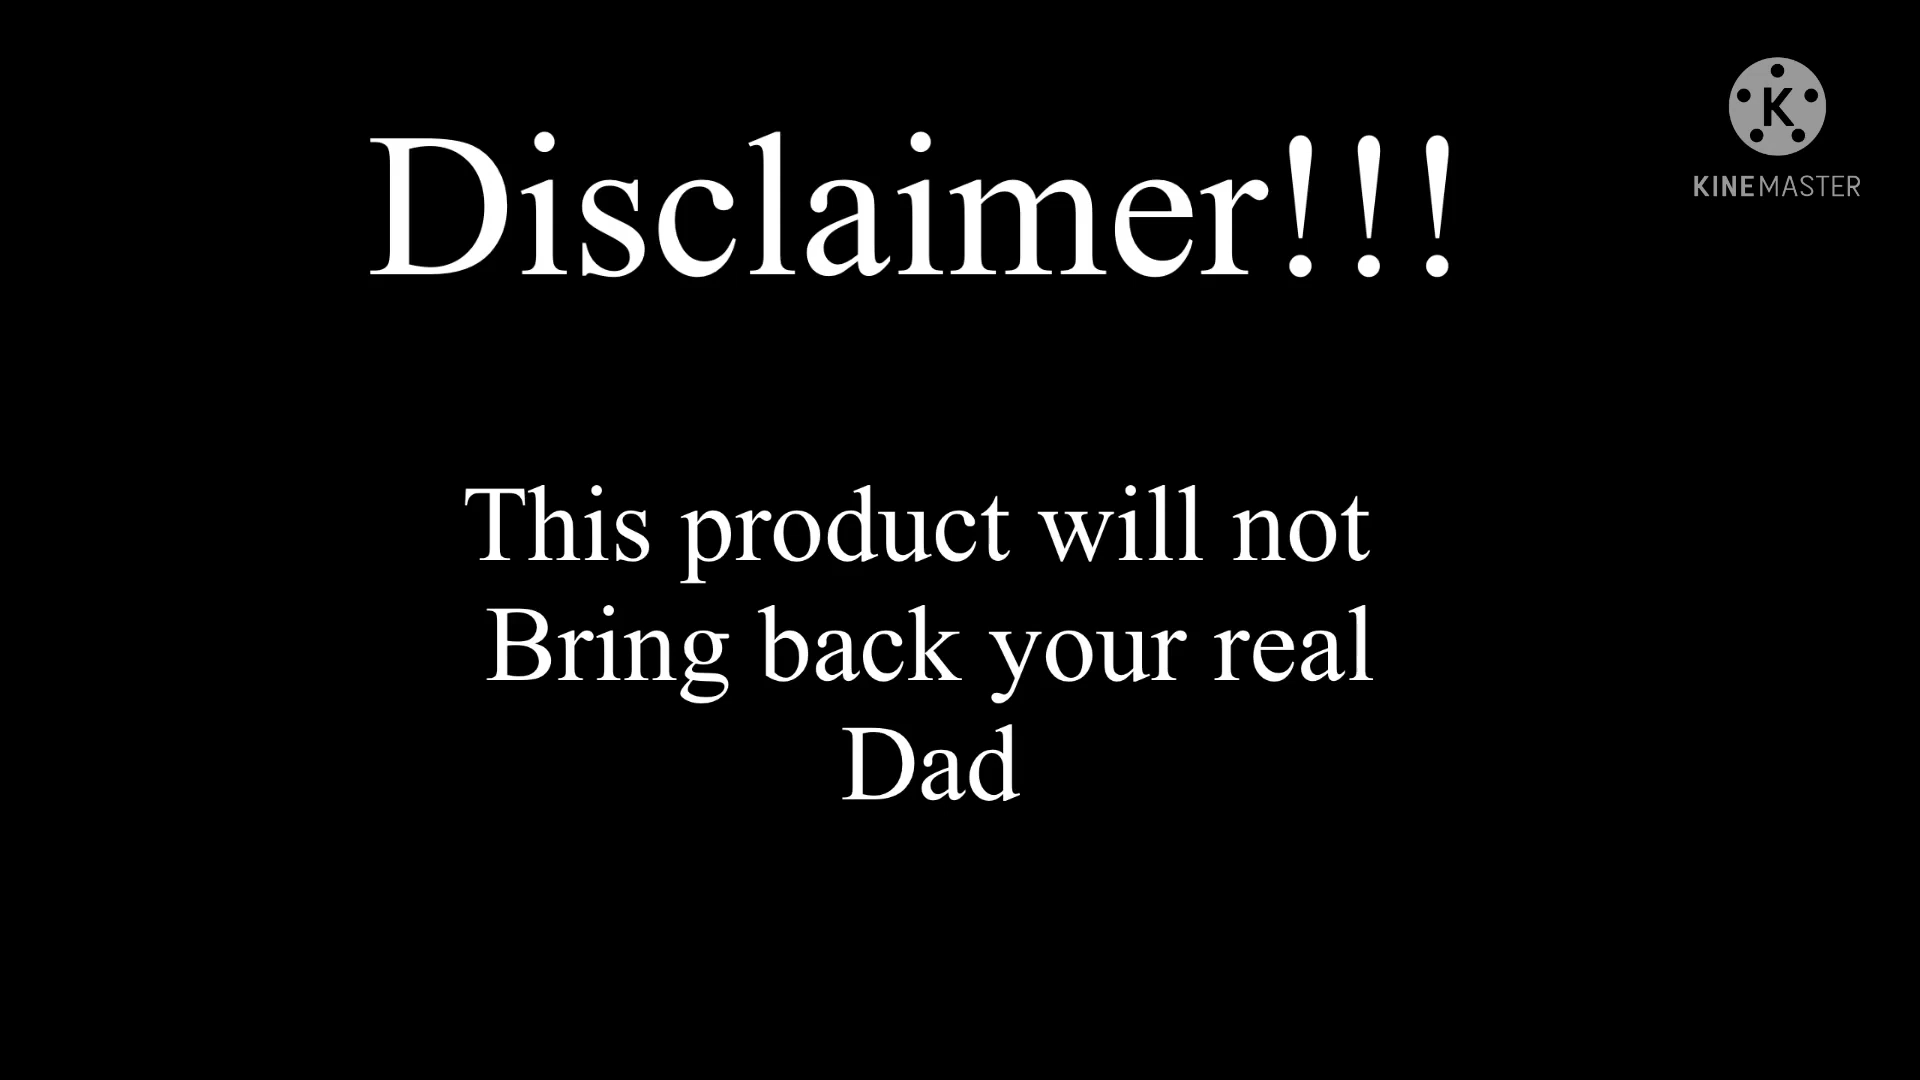 Disclaimer!!!
K
KINEMASTER
This product will not
Bring back your real
Dad